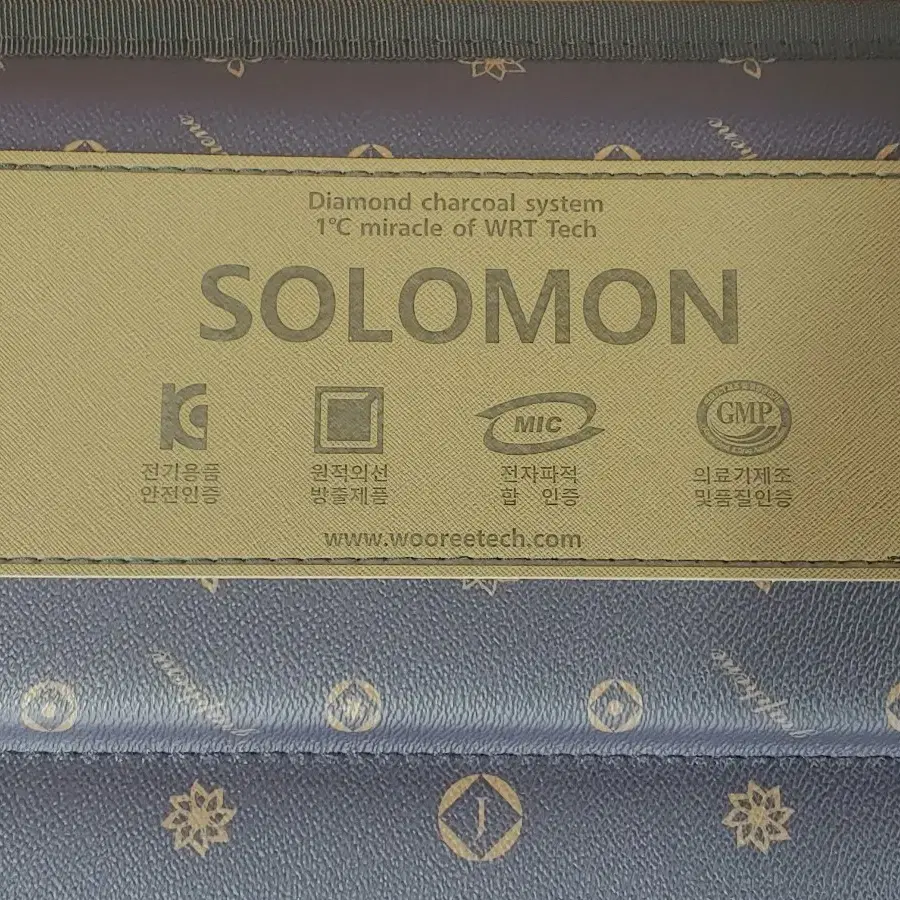 Diamond charcoal system
1℃ miracle of WRT Tech
SOLOMON
MIC
GMP
전기용품
안전인증
원적외선
방출제품
전자파적
합 인증
의료기제조
및품질인증
www.wooreetech.com
J